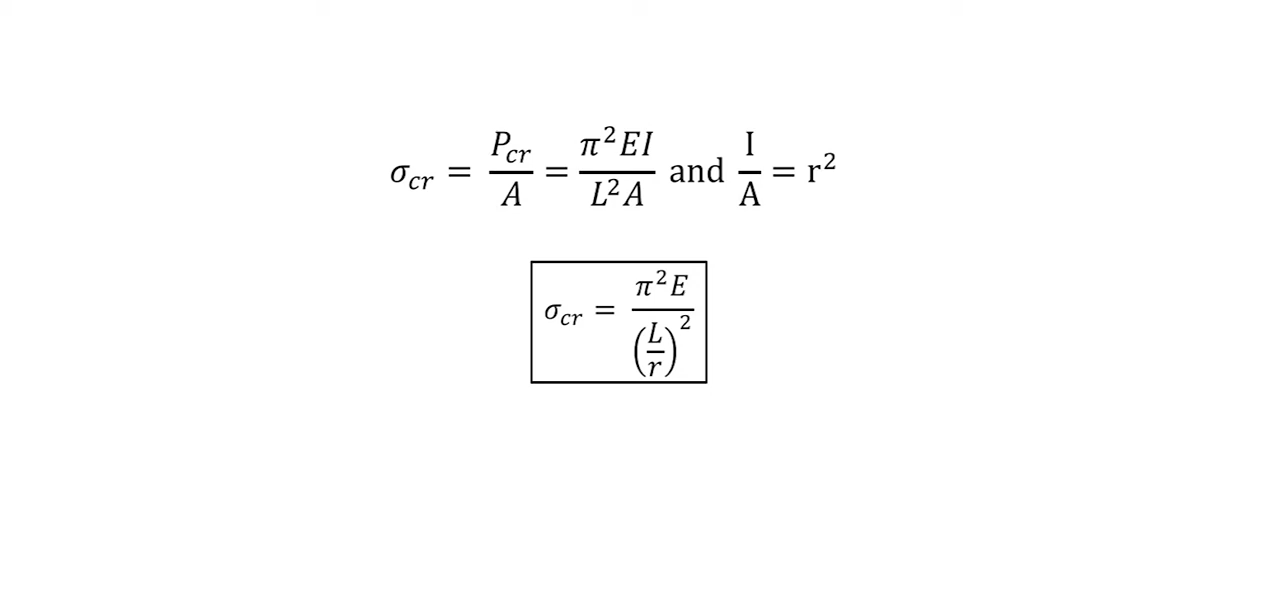 σ_cr = P_cr/A = π²EI/L²A and I/A = r²
σ_cr = π²E/(L/r)²